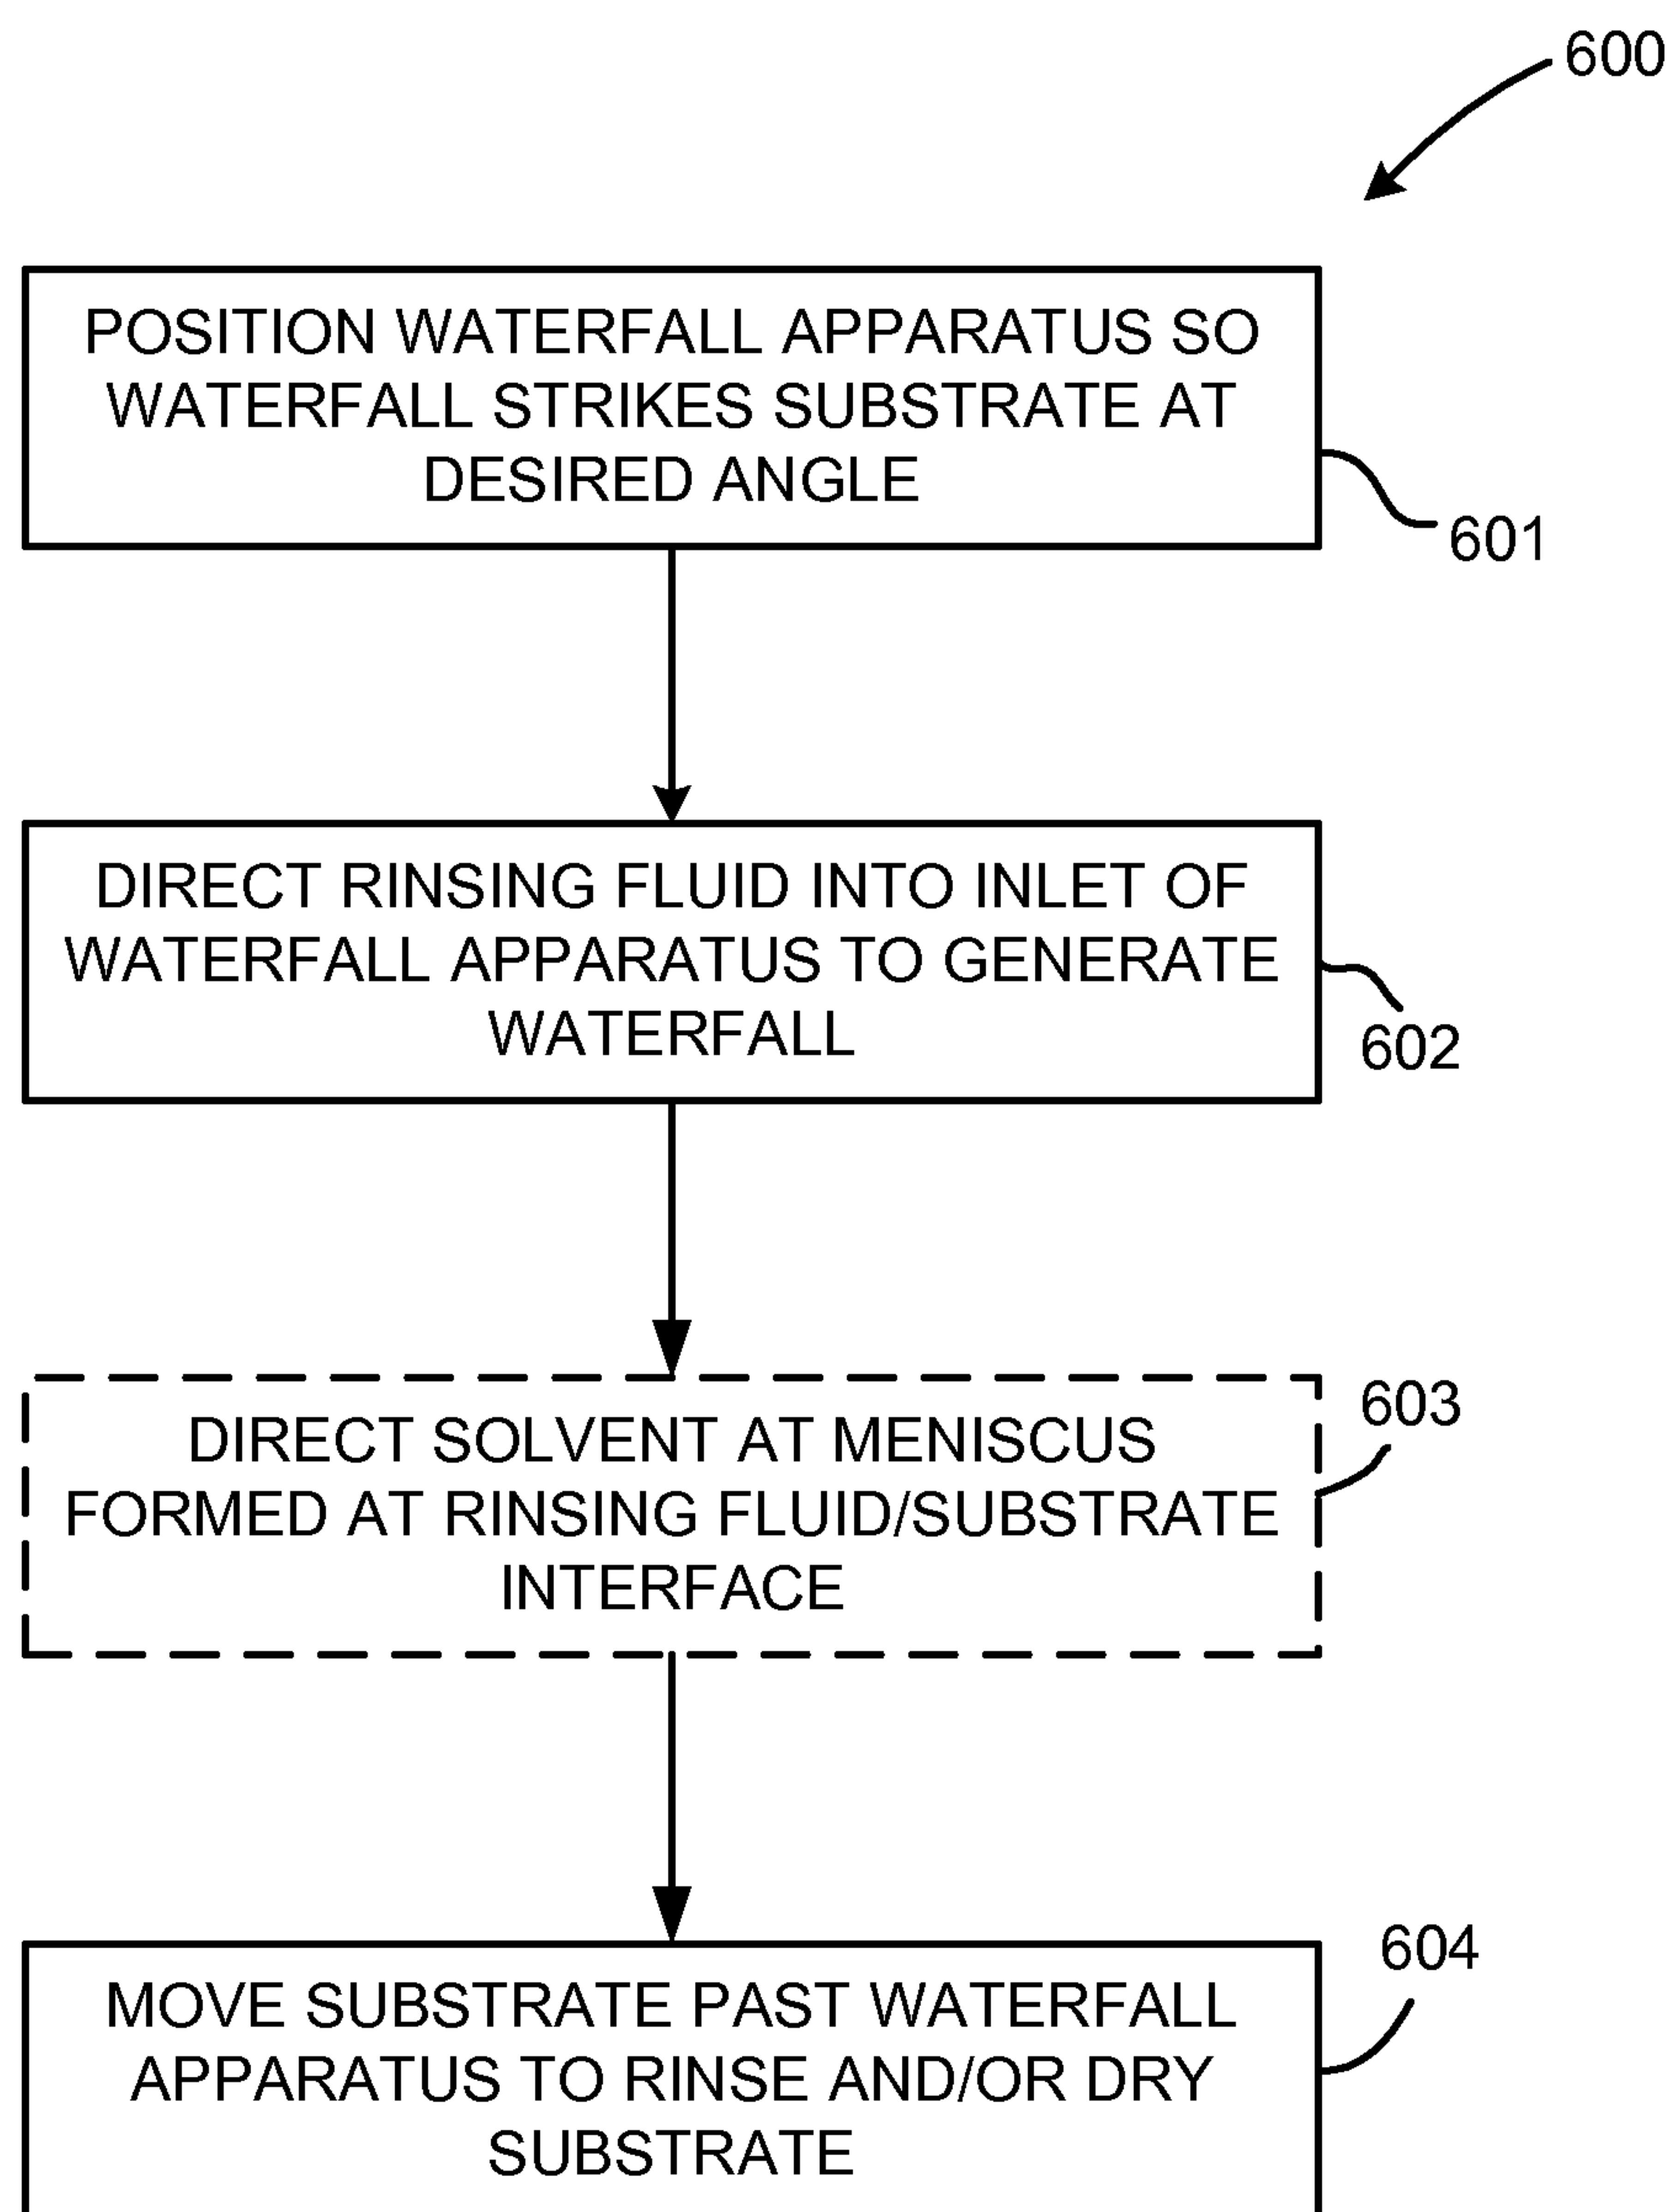 600
POSITION WATERFALL APPARATUS SO
WATERFALL STRIKES SUBSTRATE AT
DESIRED ANGLE
601
DIRECT RINSING FLUID INTO INLET OF
WATERFALL APPARATUS TO GENERATE
WATERFALL
602
DIRECT SOLVENT AT MENISCUS
FORMED AT RINSING FLUID/SUBSTRATE
INTERFACE
603
MOVE SUBSTRATE PAST WATERFALL
APPARATUS TO RINSE AND/OR DRY
SUBSTRATE
604